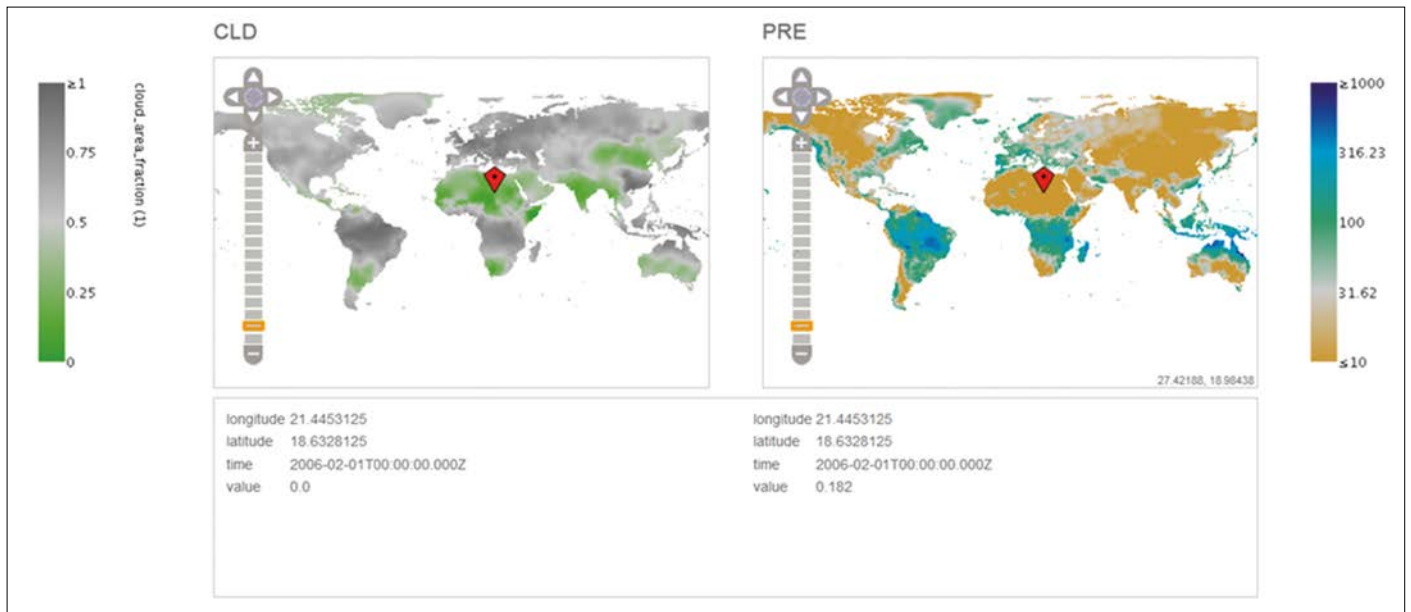 CLD
PRE
≥1
0.75
0.5
0.25
0
cloud_area_fraction (1)
≥1000
316.23
100
31.62
≤10
27.42188, 18.98438
longitude 21.4453125
latitude 18.6328125
time 2006-02-01T00:00:00.000Z
value 0.0
longitude 21.4453125
latitude 18.6328125
time 2006-02-01T00:00:00.000Z
value 0.182